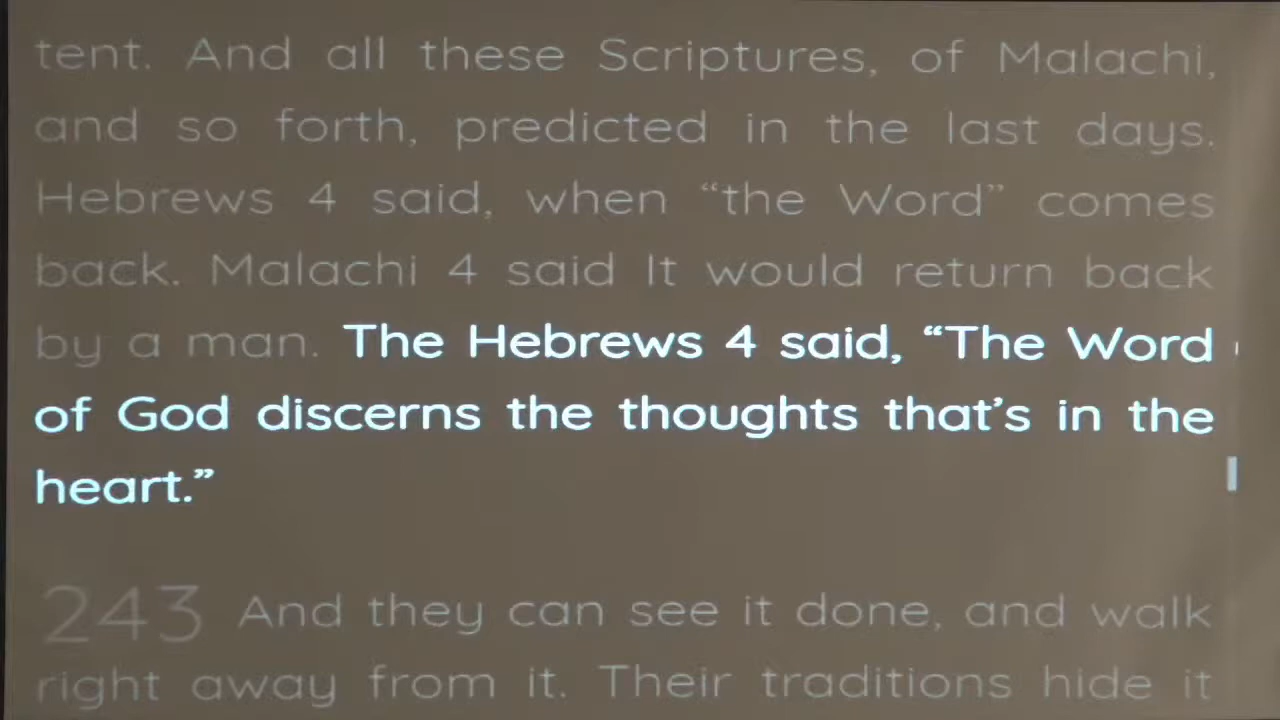 tent. And all these Scriptures, of Malachi,
and so forth, predicted in the last days.
Hebrews 4 said, when “the Word” comes
back. Malachi 4 said It would return back
by a man. The Hebrews 4 said, “The Word
of God discerns the thoughts that’s in the
heart.”
243 And they can see it done, and walk
right away from it. Their traditions hide it